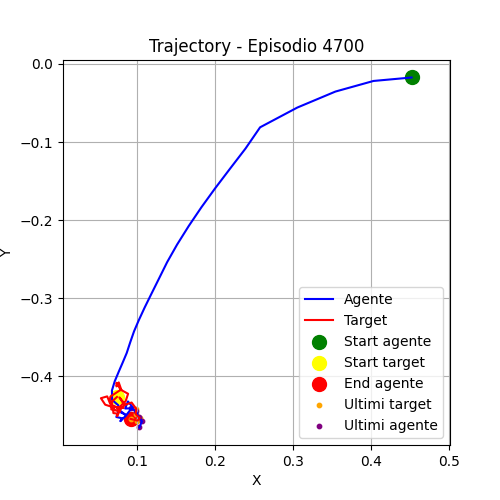 Trajectory - Episodio 4700
0.0
−0.1
−0.2
−0.3
−0.4
Y
0.1
0.2
0.3
0.4
0.5
X
Agente
Target
Start agente
Start target
End agente
Ultimi target
Ultimi agente